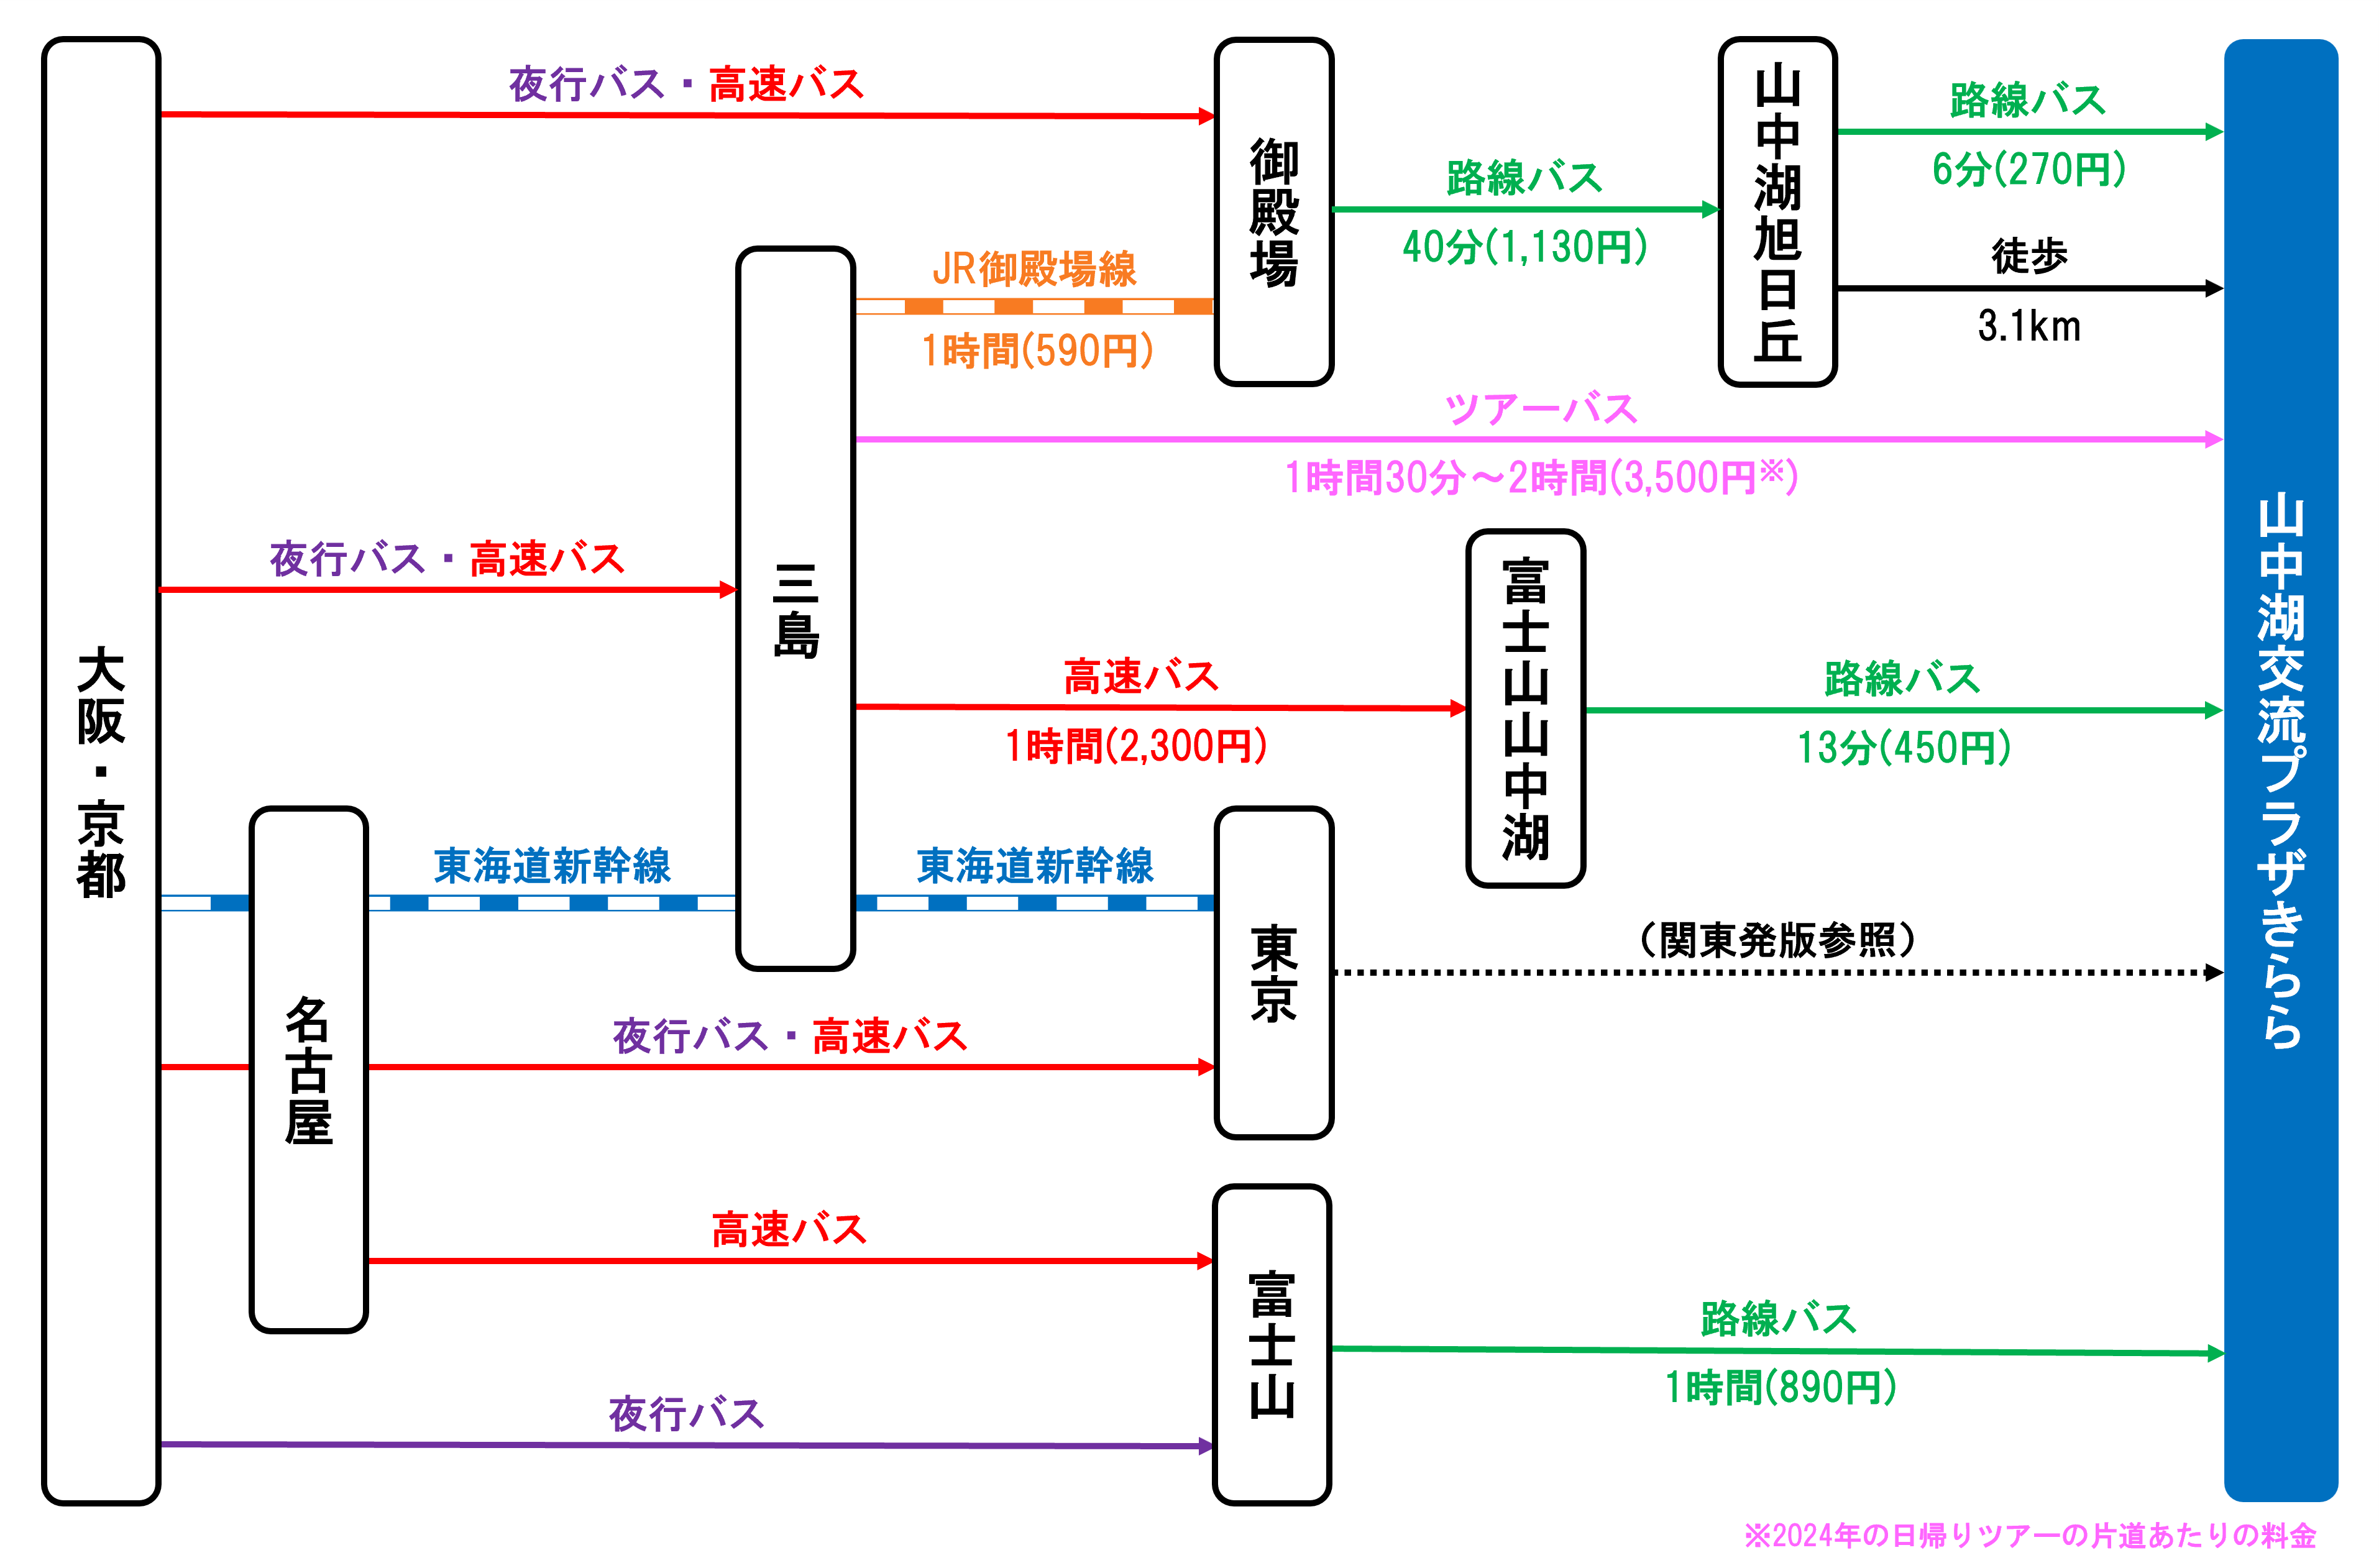 大阪・京都
夜行バス・高速バス
御殿場
路線バス
40分(1,130円)
山中湖旭日丘
路線バス
6分(270円)
徒歩
3.1km
JR御殿場線
1時間(590円)
三島
ツアーバス
1時間30分～2時間(3,500円※)
夜行バス・高速バス
高速バス
1時間(2,300円)
富士山山中湖
路線バス
13分(450円)
山中湖交流プラザきらら
名古屋
東海道新幹線
東海道新幹線
東京
（関東発版参照）
夜行バス・高速バス
高速バス
富士山
路線バス
1時間(890円)
夜行バス
※2024年の日帰りツアーの片道あたりの料金